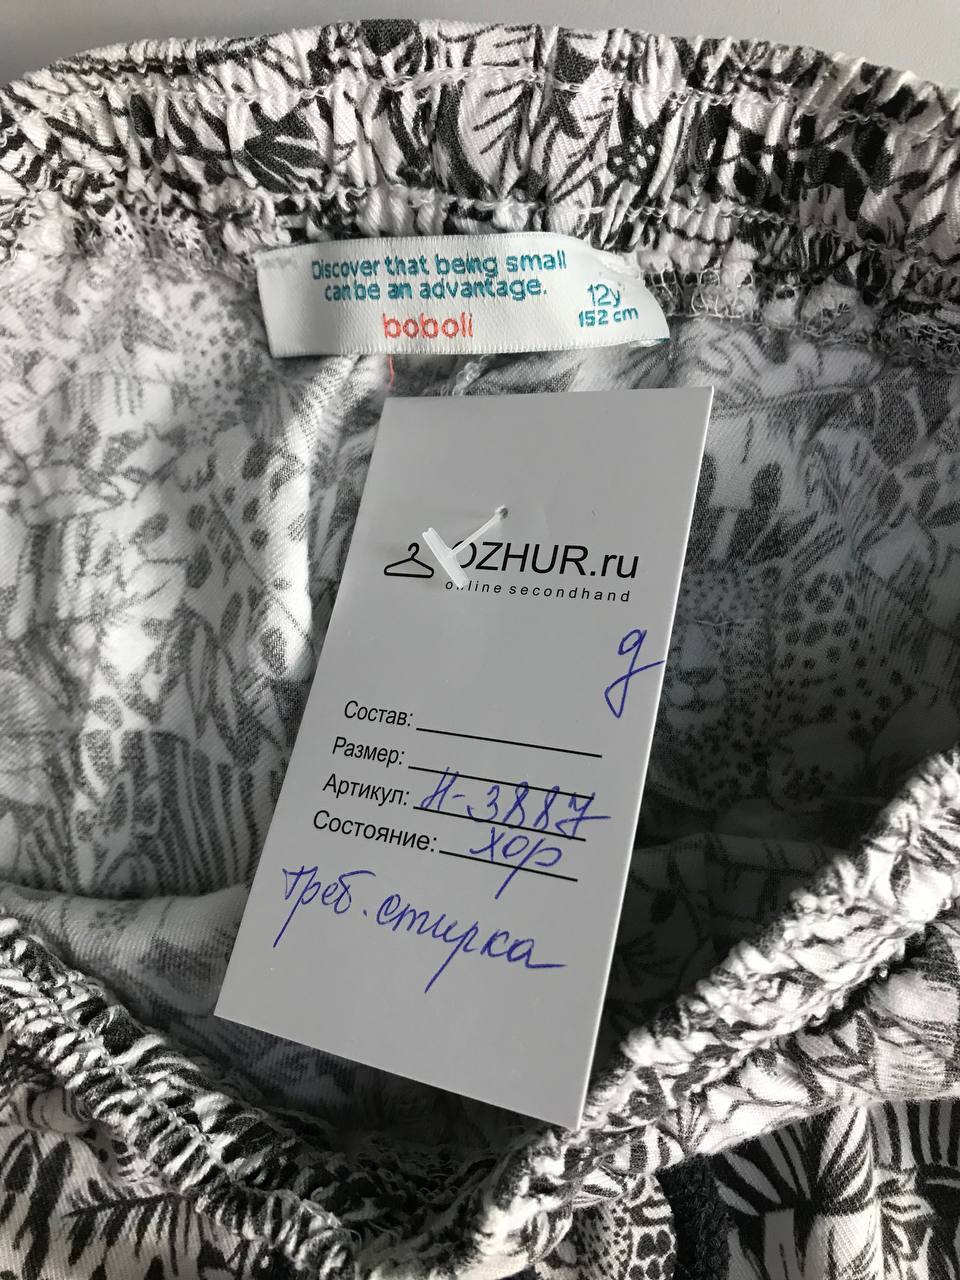 Discover that being small
can be an advantage.
boboli
12y
152 cm
OZHUR.ru
online secondhand
g
Состав:
Размер:
Артикул: Н-3887
Состояние: хор
треб. стирка